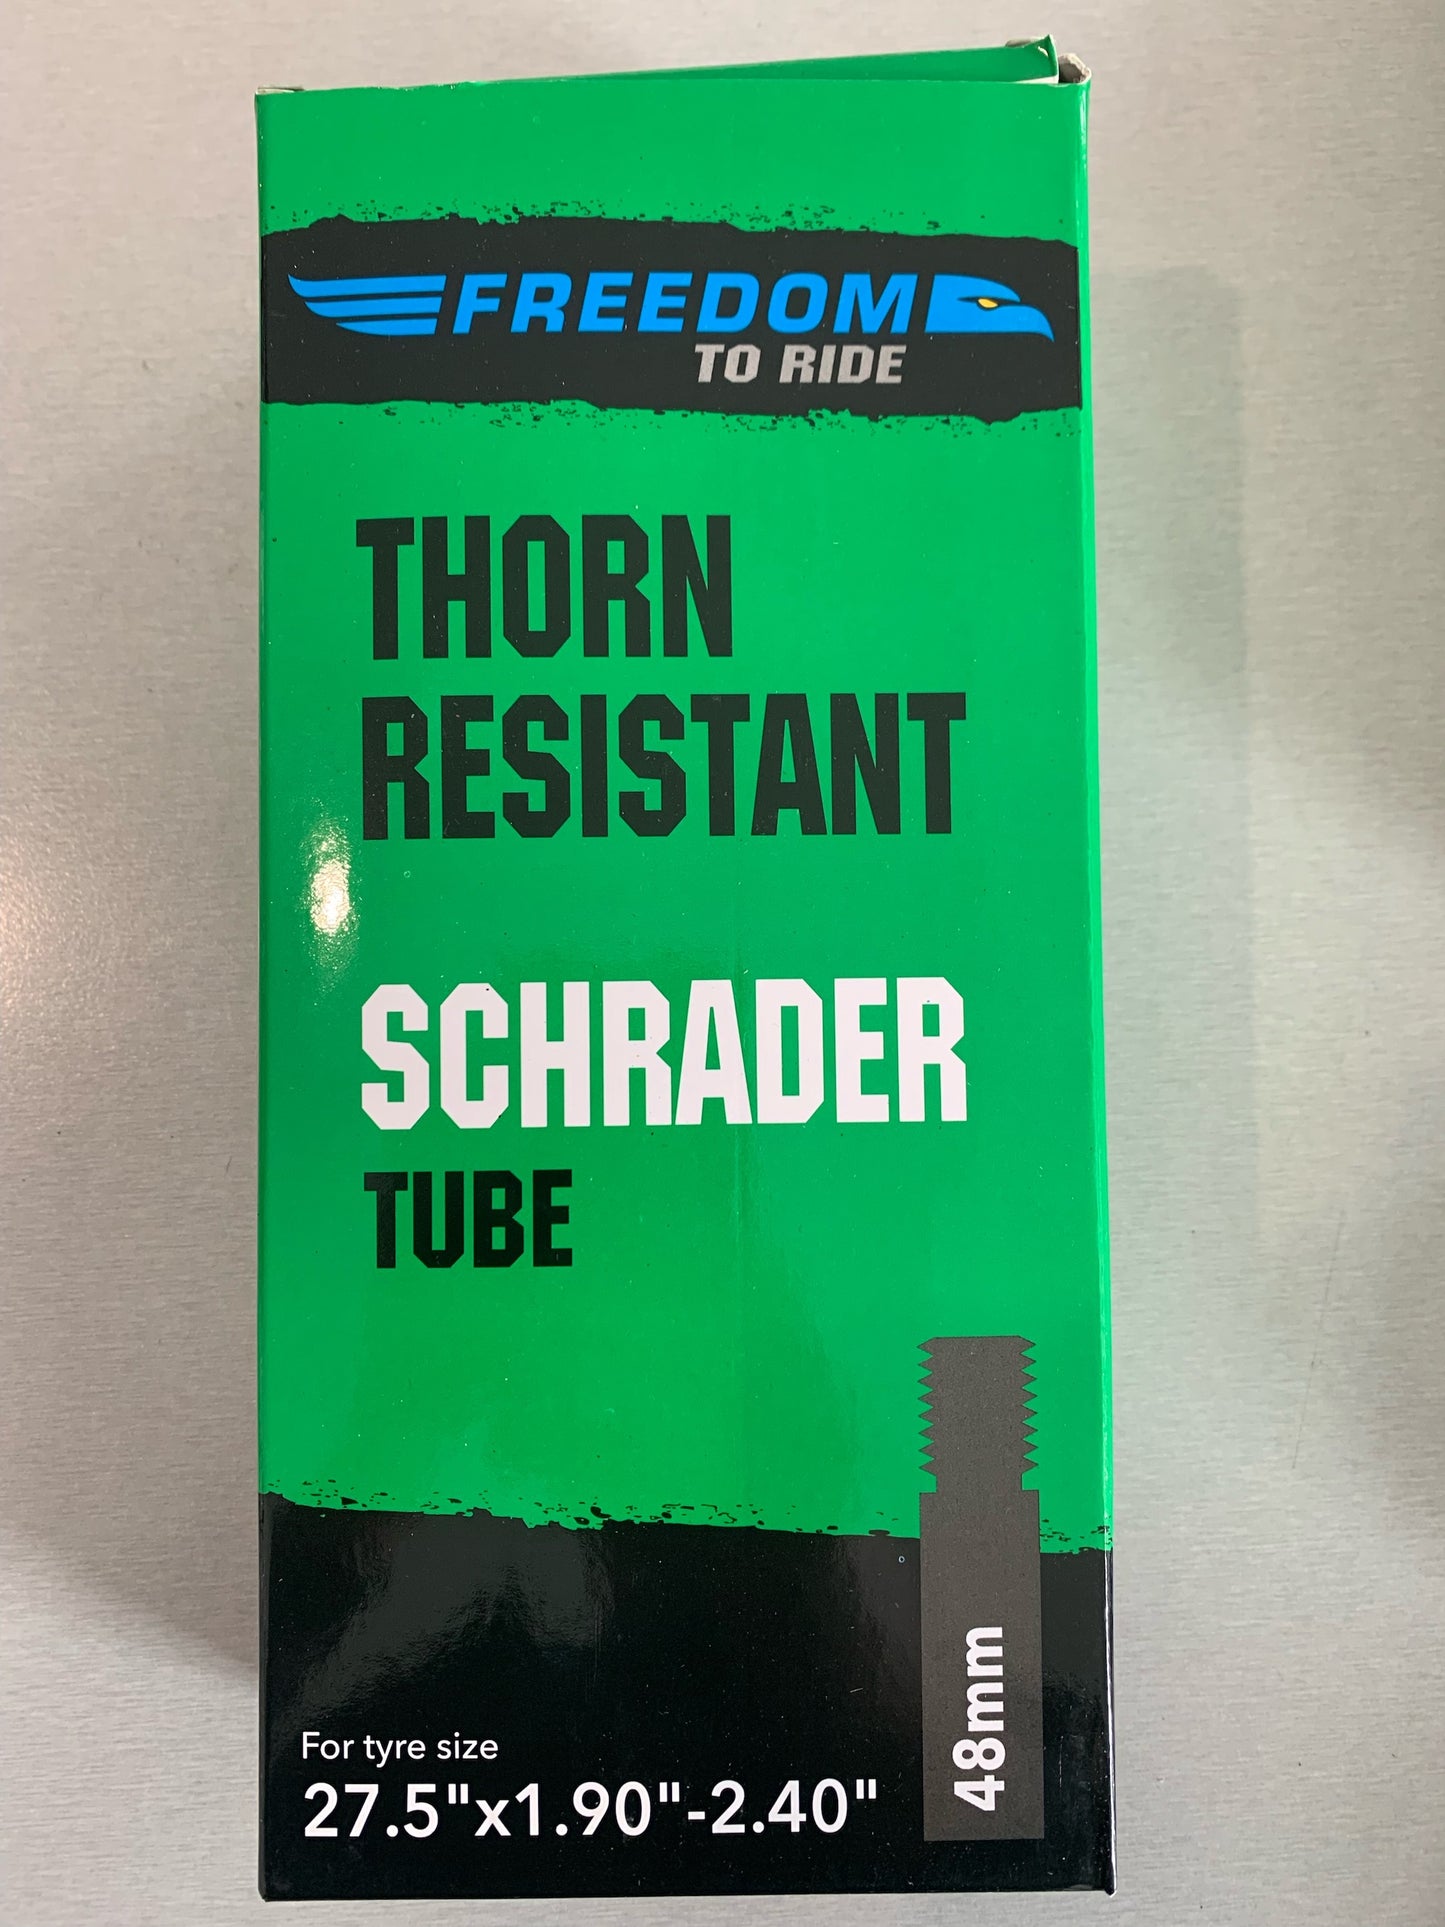 FREEDOM
TO RIDE
THORN
RESISTANT
SCHRADER
TUBE
48mm
For tyre size
27.5"x1.90"-2.40"